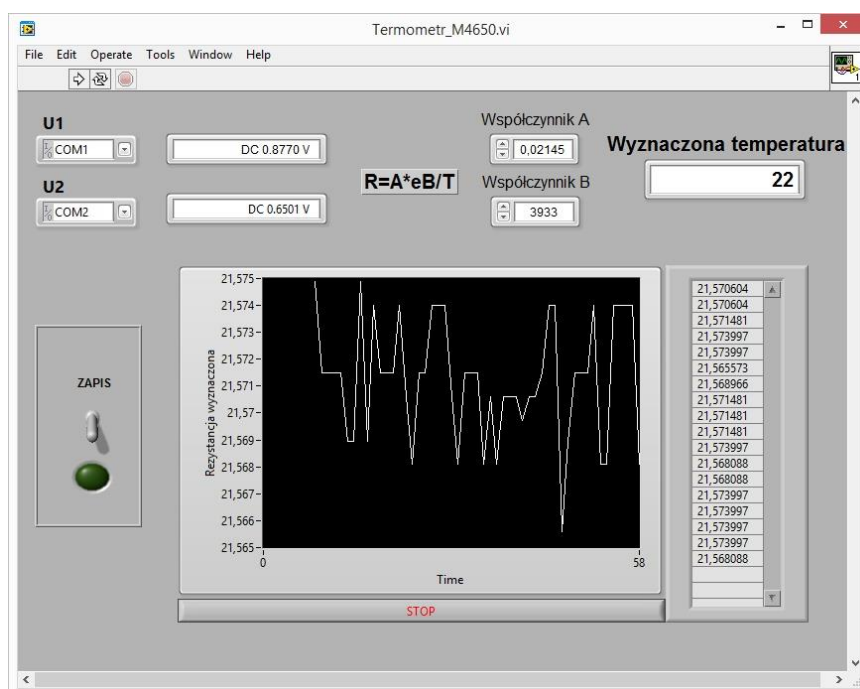 Termometr_M4650.vi
File Edit Operate Tools Window Help
1
U1
COM1
DC 0.8770 V
U2
COM2
DC 0.6501 V
R=A*eB/T
Współczynnik A
0,02145
Współczynnik B
3933
Wyznaczona temperatura
22
ZAPIS
Rezystancja wyznaczona
21,575
21,574
21,573
21,572
21,571
21,57
21,569
21,568
21,567
21,566
21,565
0
58
Time
STOP
21,570604
21,570604
21,571481
21,573997
21,573997
21,565573
21,568966
21,571481
21,571481
21,571481
21,573997
21,568088
21,568088
21,573997
21,573997
21,573997
21,573997
21,568088